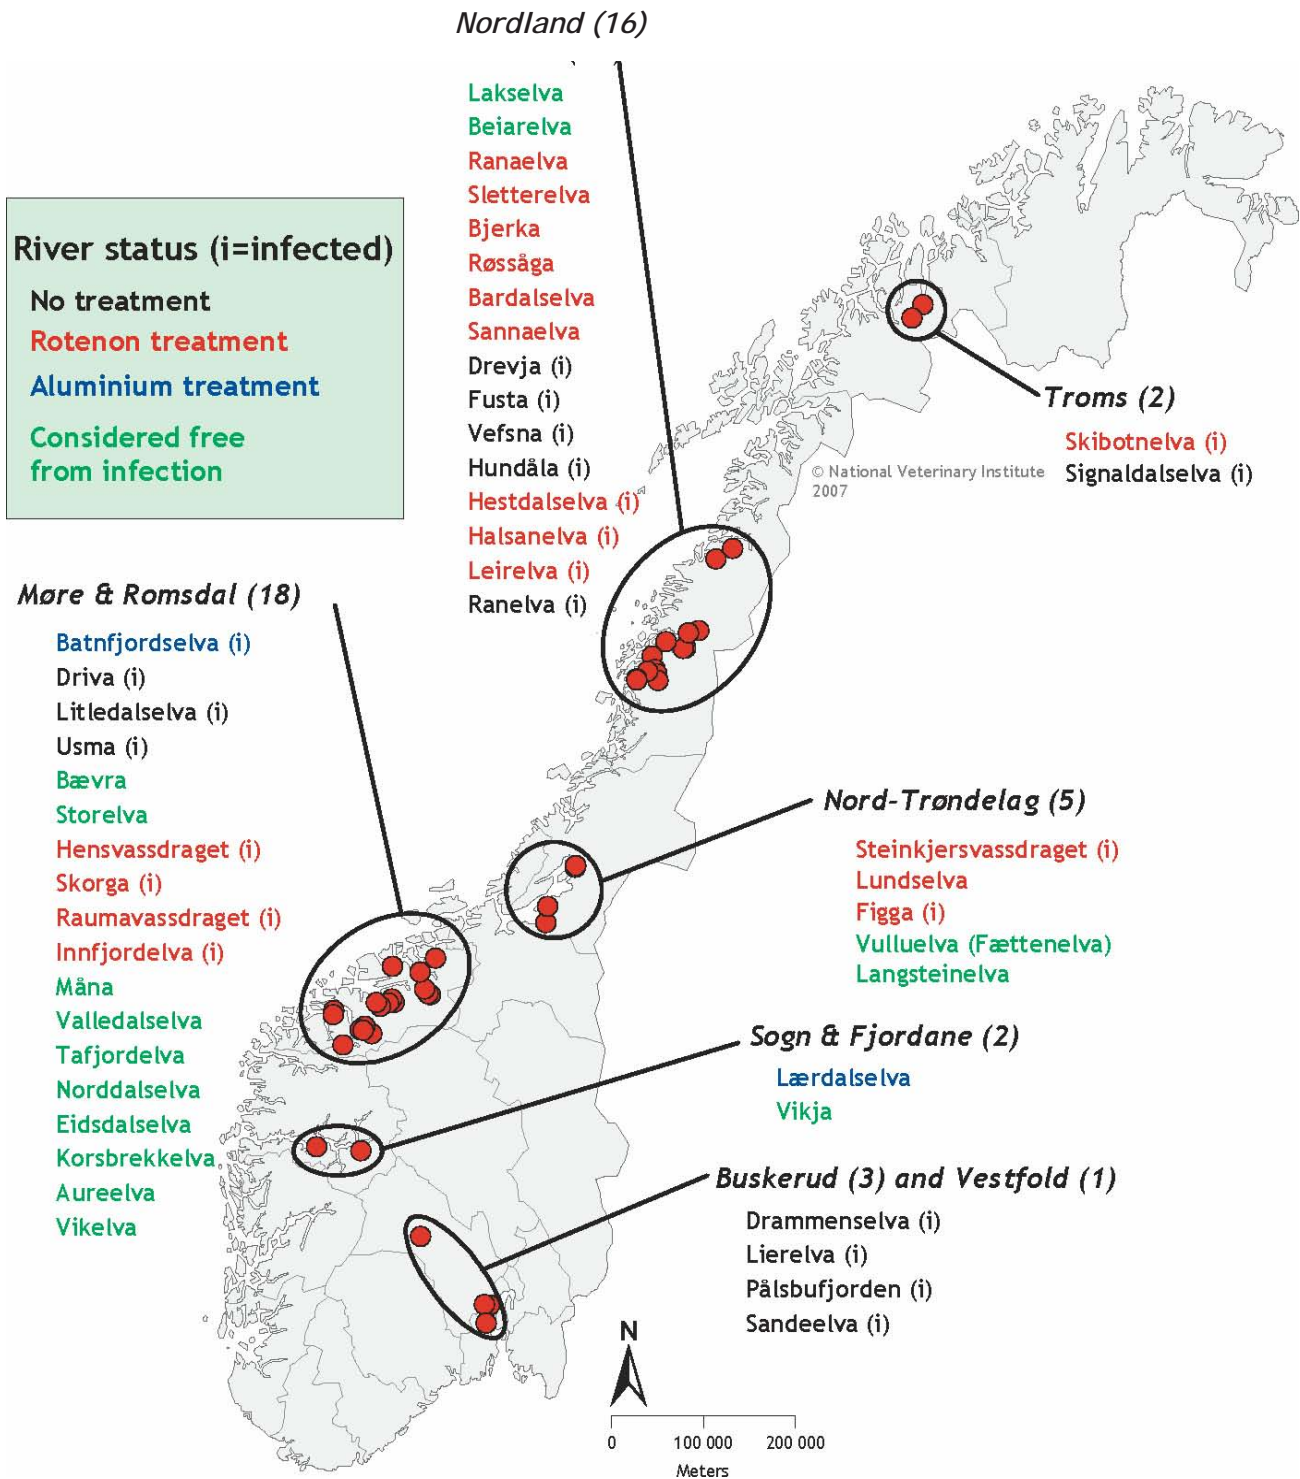 Nordland (16)
Lakselva
Beiarelva
Ranaelva
Sletterelva
Bjerka
Røssåga
Bardalselva
Sannaelva
Drevja (i)
Fusta (i)
Vefsna (i)
Hundåla (i)
Hestdalselva (i)
Halsanelva (i)
Leirelva (i)
Ranelva (i)
River status (i=infected)
No treatment
Rotenon treatment
Aluminium treatment
Considered free
from infection
Troms (2)
Skibotnelva (i)
Signaldalselva (i)
© National Veterinary Institute
2007
Møre & Romsdal (18)
Batnfjordselva (i)
Driva (i)
Litledalselva (i)
Usma (i)
Bævra
Storelva
Hensvassdraget (i)
Skorga (i)
Raumavassdraget (i)
Innfjordelva (i)
Måna
Valledalselva
Tafjordelva
Norddalselva
Eidsdalselva
Korsbrekkelva
Aureelva
Vikelva
Nord-Trøndelag (5)
Steinkjersvassdraget (i)
Lundselva
Figga (i)
Vulluelva (Fættenelva)
Langsteinelva
Sogn & Fjordane (2)
Lærdalselva
Vikja
Buskerud (3) and Vestfold (1)
Drammenselva (i)
Lierelva (i)
Pålsbufjorden (i)
Sandeelva (i)
N
0 100 000 200 000
Meters